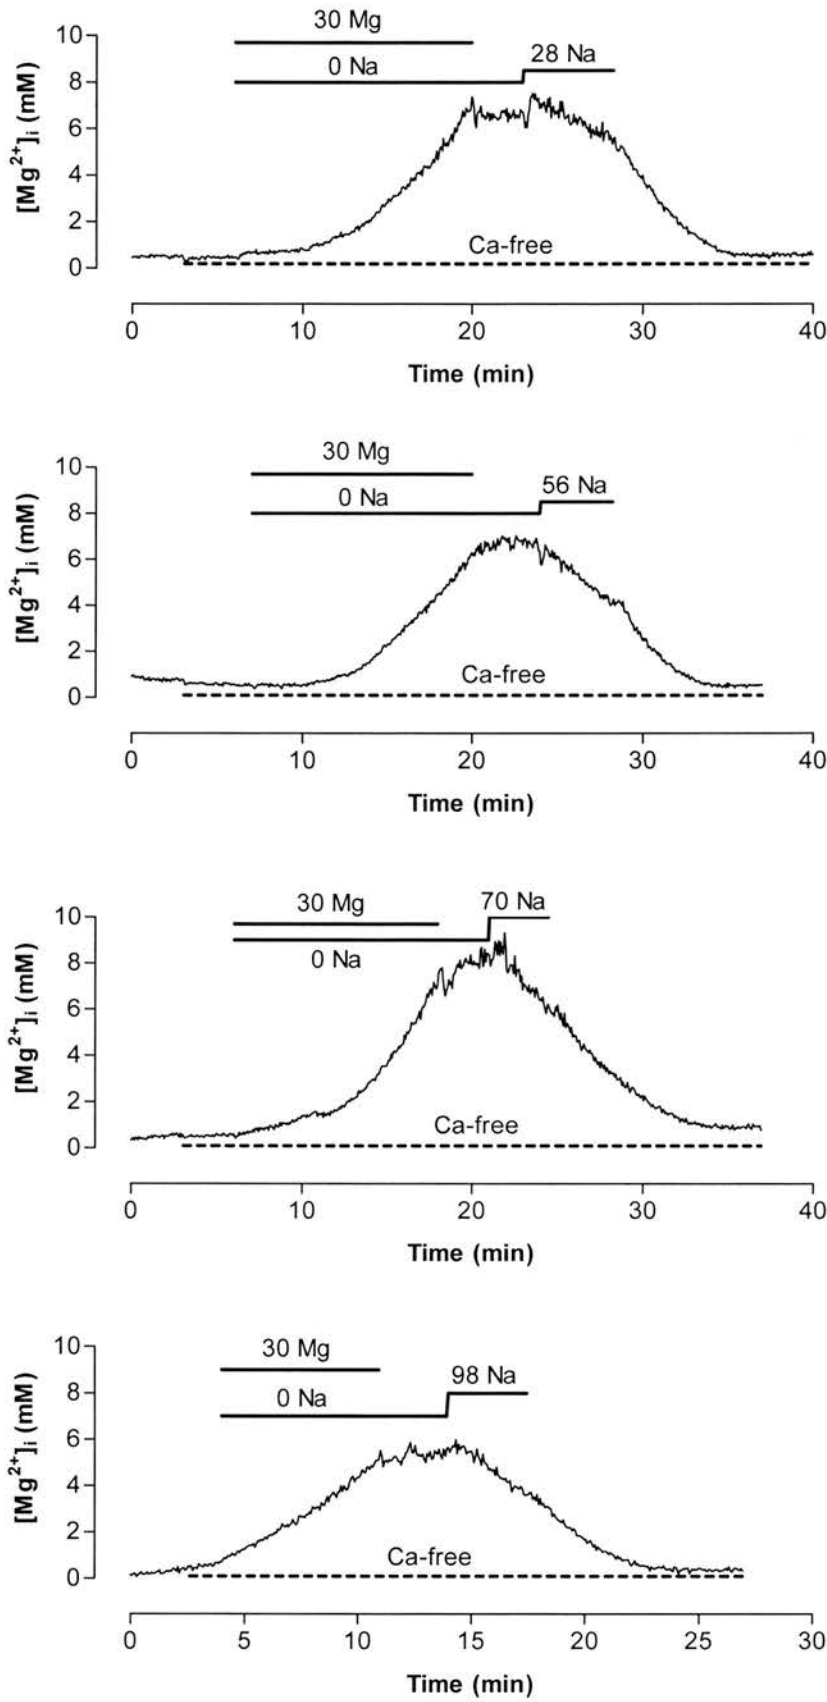 30 Mg
10
28 Na
0 Na
8
6
4
2
0
[Mg²⁺]ᵢ (mM)
Ca-free
0 10 20 30 40
Time (min)
30 Mg
10
56 Na
0 Na
8
6
4
2
0
[Mg²⁺]ᵢ (mM)
Ca-free
0 10 20 30 40
Time (min)
70 Na
30 Mg
10
0 Na
8
6
4
2
0
[Mg²⁺]ᵢ (mM)
Ca-free
0 10 20 30 40
Time (min)
10
30 Mg
98 Na
8
0 Na
6
4
2
0
[Mg²⁺]ᵢ (mM)
Ca-free
0 5 10 15 20 25 30
Time (min)